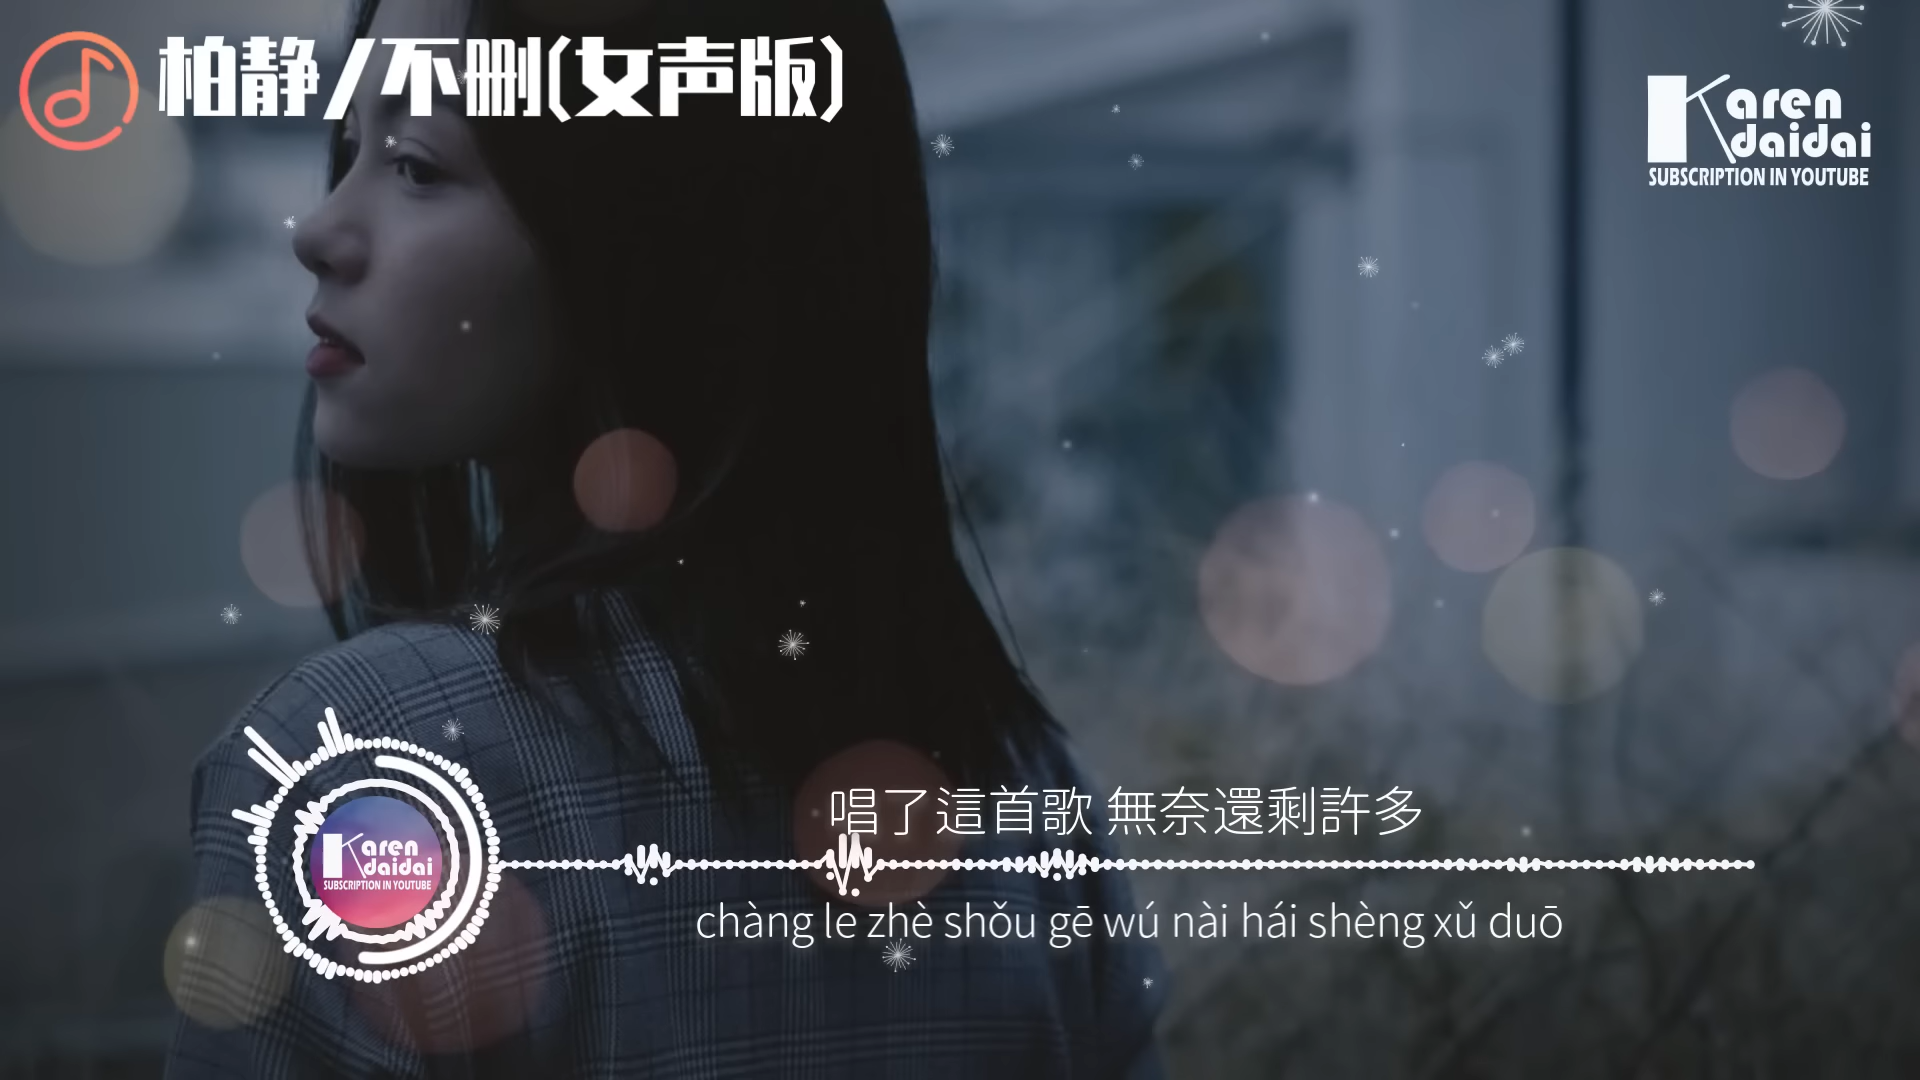 柏静/不删(女声版)
Karen
daidai
SUBSCRIPTION IN YOUTUBE
唱了這首歌 無奈還剩許多
Karen
daidai
SUBSCRIPTION IN YOUTUBE
chàng le zhè shǒu gē wú nài hái shèng xǔ duō